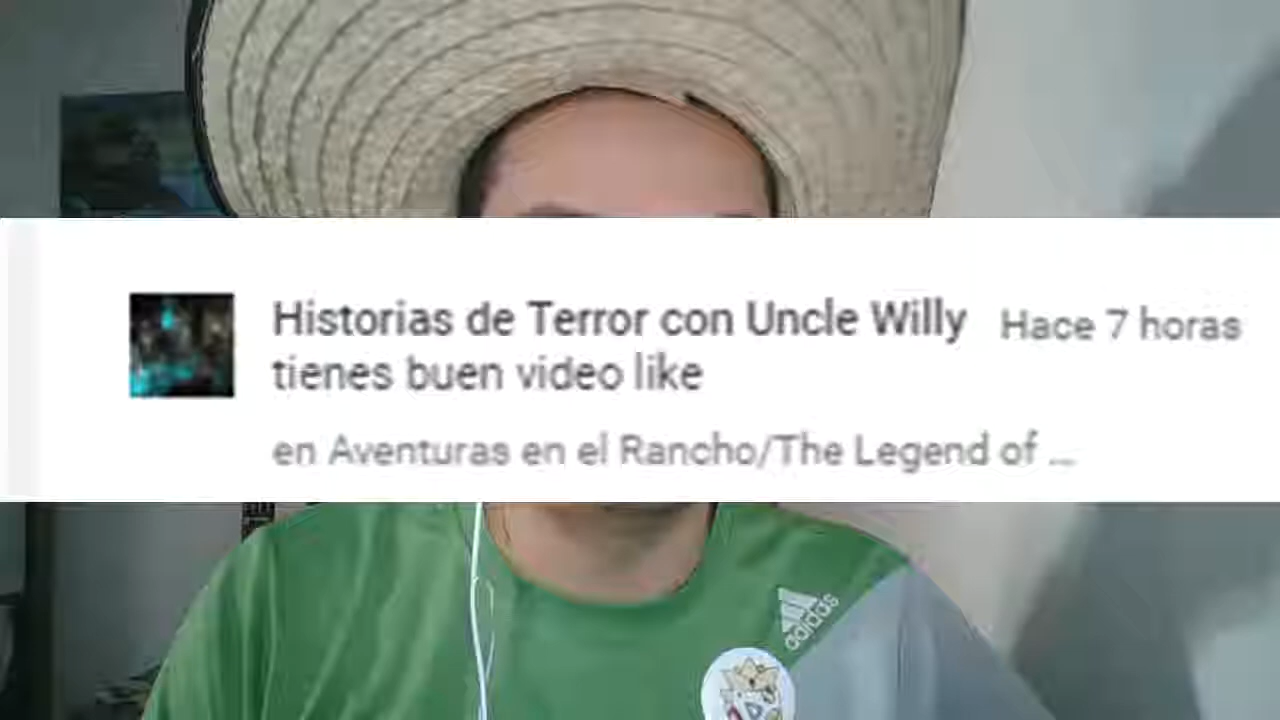 Historias de Terror con Uncle Willy Hace 7 horas
tienes buen video like
en Aventuras en el Rancho/The Legend of ...
adidas